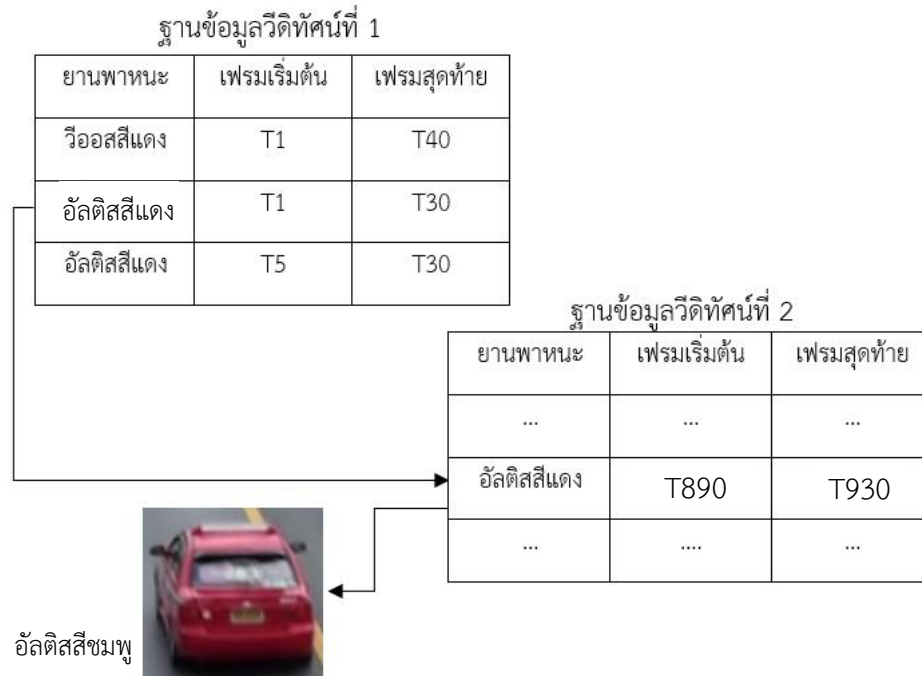 ฐานข้อมูลวีดิทัศน์ที่ 1
ยานพาหนะ เฟรมเริ่มต้น เฟรมสุดท้าย
วีออสสีแดง T1 T40
อัลติสสีแดง T1 T30
อัลติสสีแดง T5 T30
ฐานข้อมูลวีดิทัศน์ที่ 2
ยานพาหนะ เฟรมเริ่มต้น เฟรมสุดท้าย
... ... ...
อัลติสสีแดง T890 T930
... .... ...
อัลติสสีชมพู